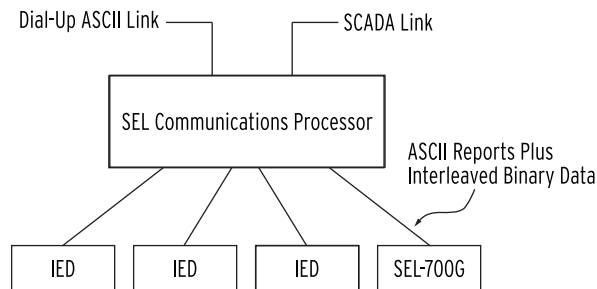 Dial-Up ASCII Link
SCADA Link
SEL Communications Processor
ASCII Reports Plus
Interleaved Binary Data
IED
IED
IED
SEL-700G